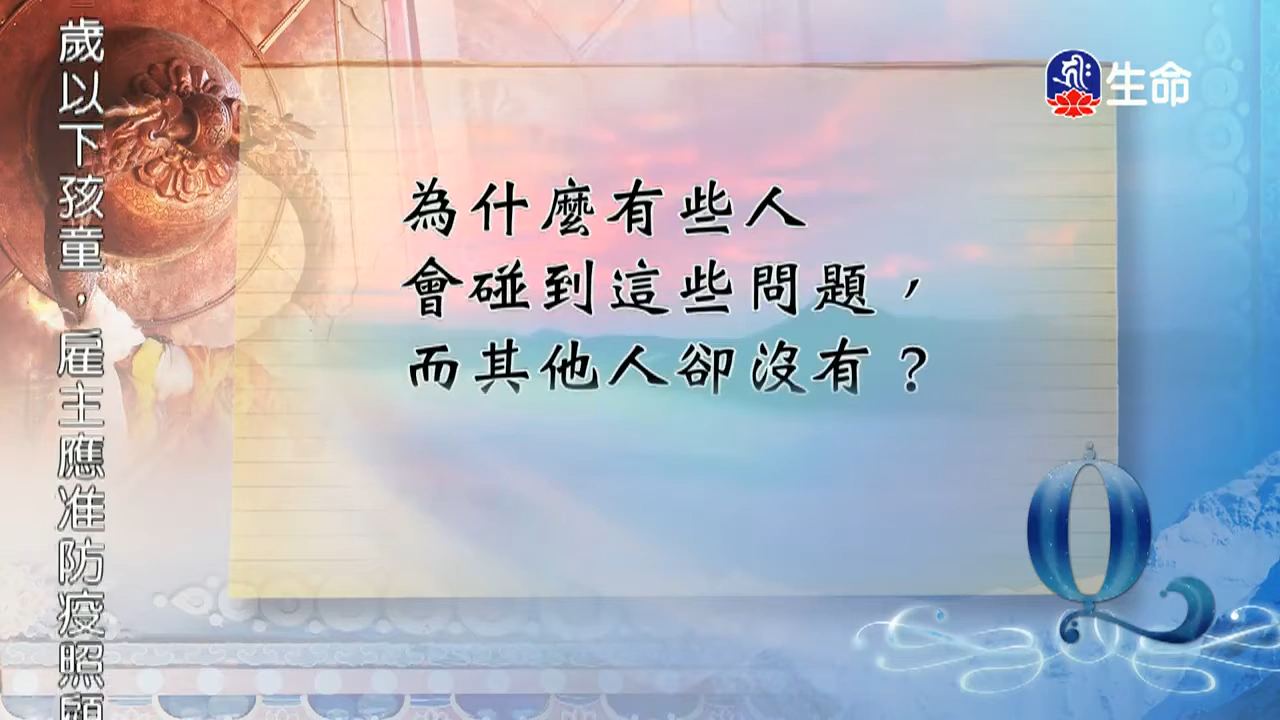 歲以下孩童，雇主應准防疫照顧
生命
為什麼有些人
會碰到這些問題，
而其他人卻沒有？
Q